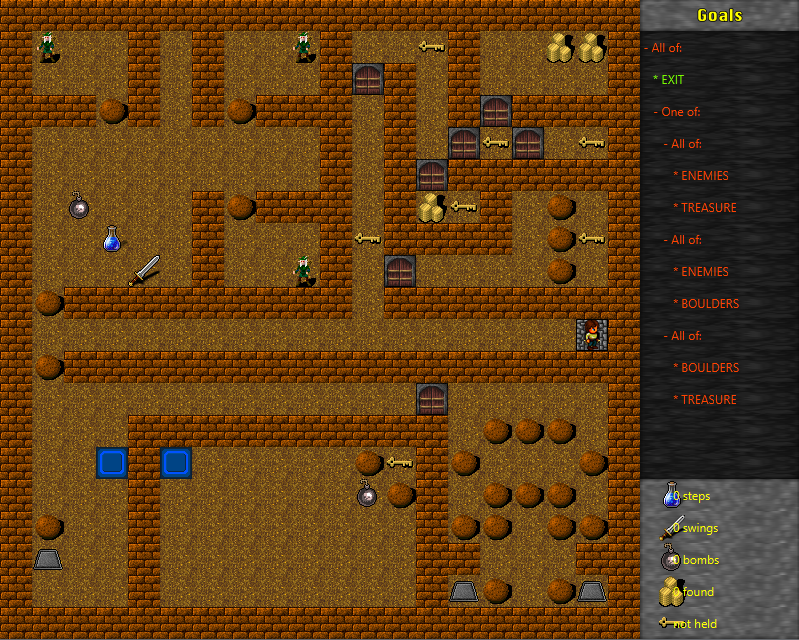 Goals
- All of:
* EXIT
- One of:
- All of:
* ENEMIES
* TREASURE
- All of:
* ENEMIES
* BOULDERS
- All of:
* BOULDERS
* TREASURE
0 steps
0 swings
0 bombs
0 found
not held